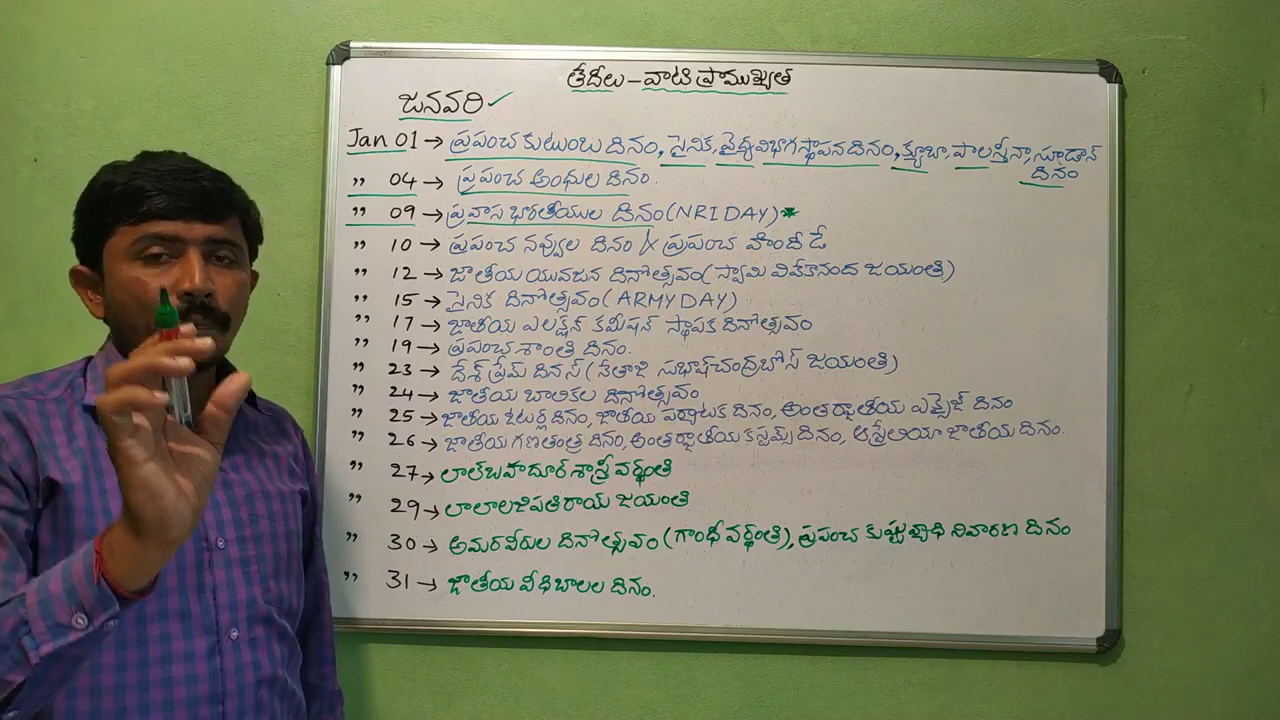 తేదీలు - వాటి ప్రాముఖ్యత
జనవరి ✓
Jan 01 → ప్రపంచ కుటుంబ దినం, సైనిక, వైద్య విభాగ స్థాపన దినం, క్యూబా, పాలస్తీనా, సూడాన్ దినం
" 04 → ప్రపంచ అంధుల దినం.
" 09 → ప్రవాస భారతీయుల దినం (NRI DAY)*
" 10 → ప్రపంచ నవ్వుల దినం X ప్రపంచ హిందీ డే
" 12 → జాతీయ యువజన దినోత్సవం (స్వామి వివేకానంద జయంతి)
" 15 → సైనిక దినోత్సవం (ARMY DAY)
" 17 → జాతీయ ఎలక్షన్ కమీషన్ స్థాపక దినోత్సవం
" 19 → ప్రపంచ శాంతి దినం.
" 23 → దేశ్ ప్రేమ్ దినస్ (నేతాజి సుభాష్ చంద్రబోస్ జయంతి)
" 24 → జాతీయ బాలికల దినోత్సవం
" 25 → జాతీయ ఓటర్ల దినం, జాతీయ పర్యాటక దినం, అంతర్జాతీయ ఎక్సైజ్ దినం
" 26 → జాతీయ గణతంత్ర దినం, అంతర్జాతీయ కస్టమ్స్ దినం, ఆస్ట్రేలియా జాతీయ దినం.
" 27 → లాల్ బహదూర్ శాస్త్రి వర్ధంతి
" 29 → లాలాలజిపతిరాయ్ జయంతి
" 30 → అమరవీరుల దినోత్సవం (గాంధీ వర్ధంతి), ప్రపంచ కుష్టు వ్యాధి నివారణ దినం
" 31 → జాతీయ వీధిబాలల దినం.